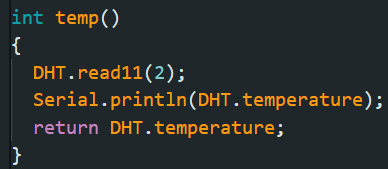 int temp()
{
DHT.read11(2);
Serial.println(DHT.temperature);
return DHT.temperature;
}